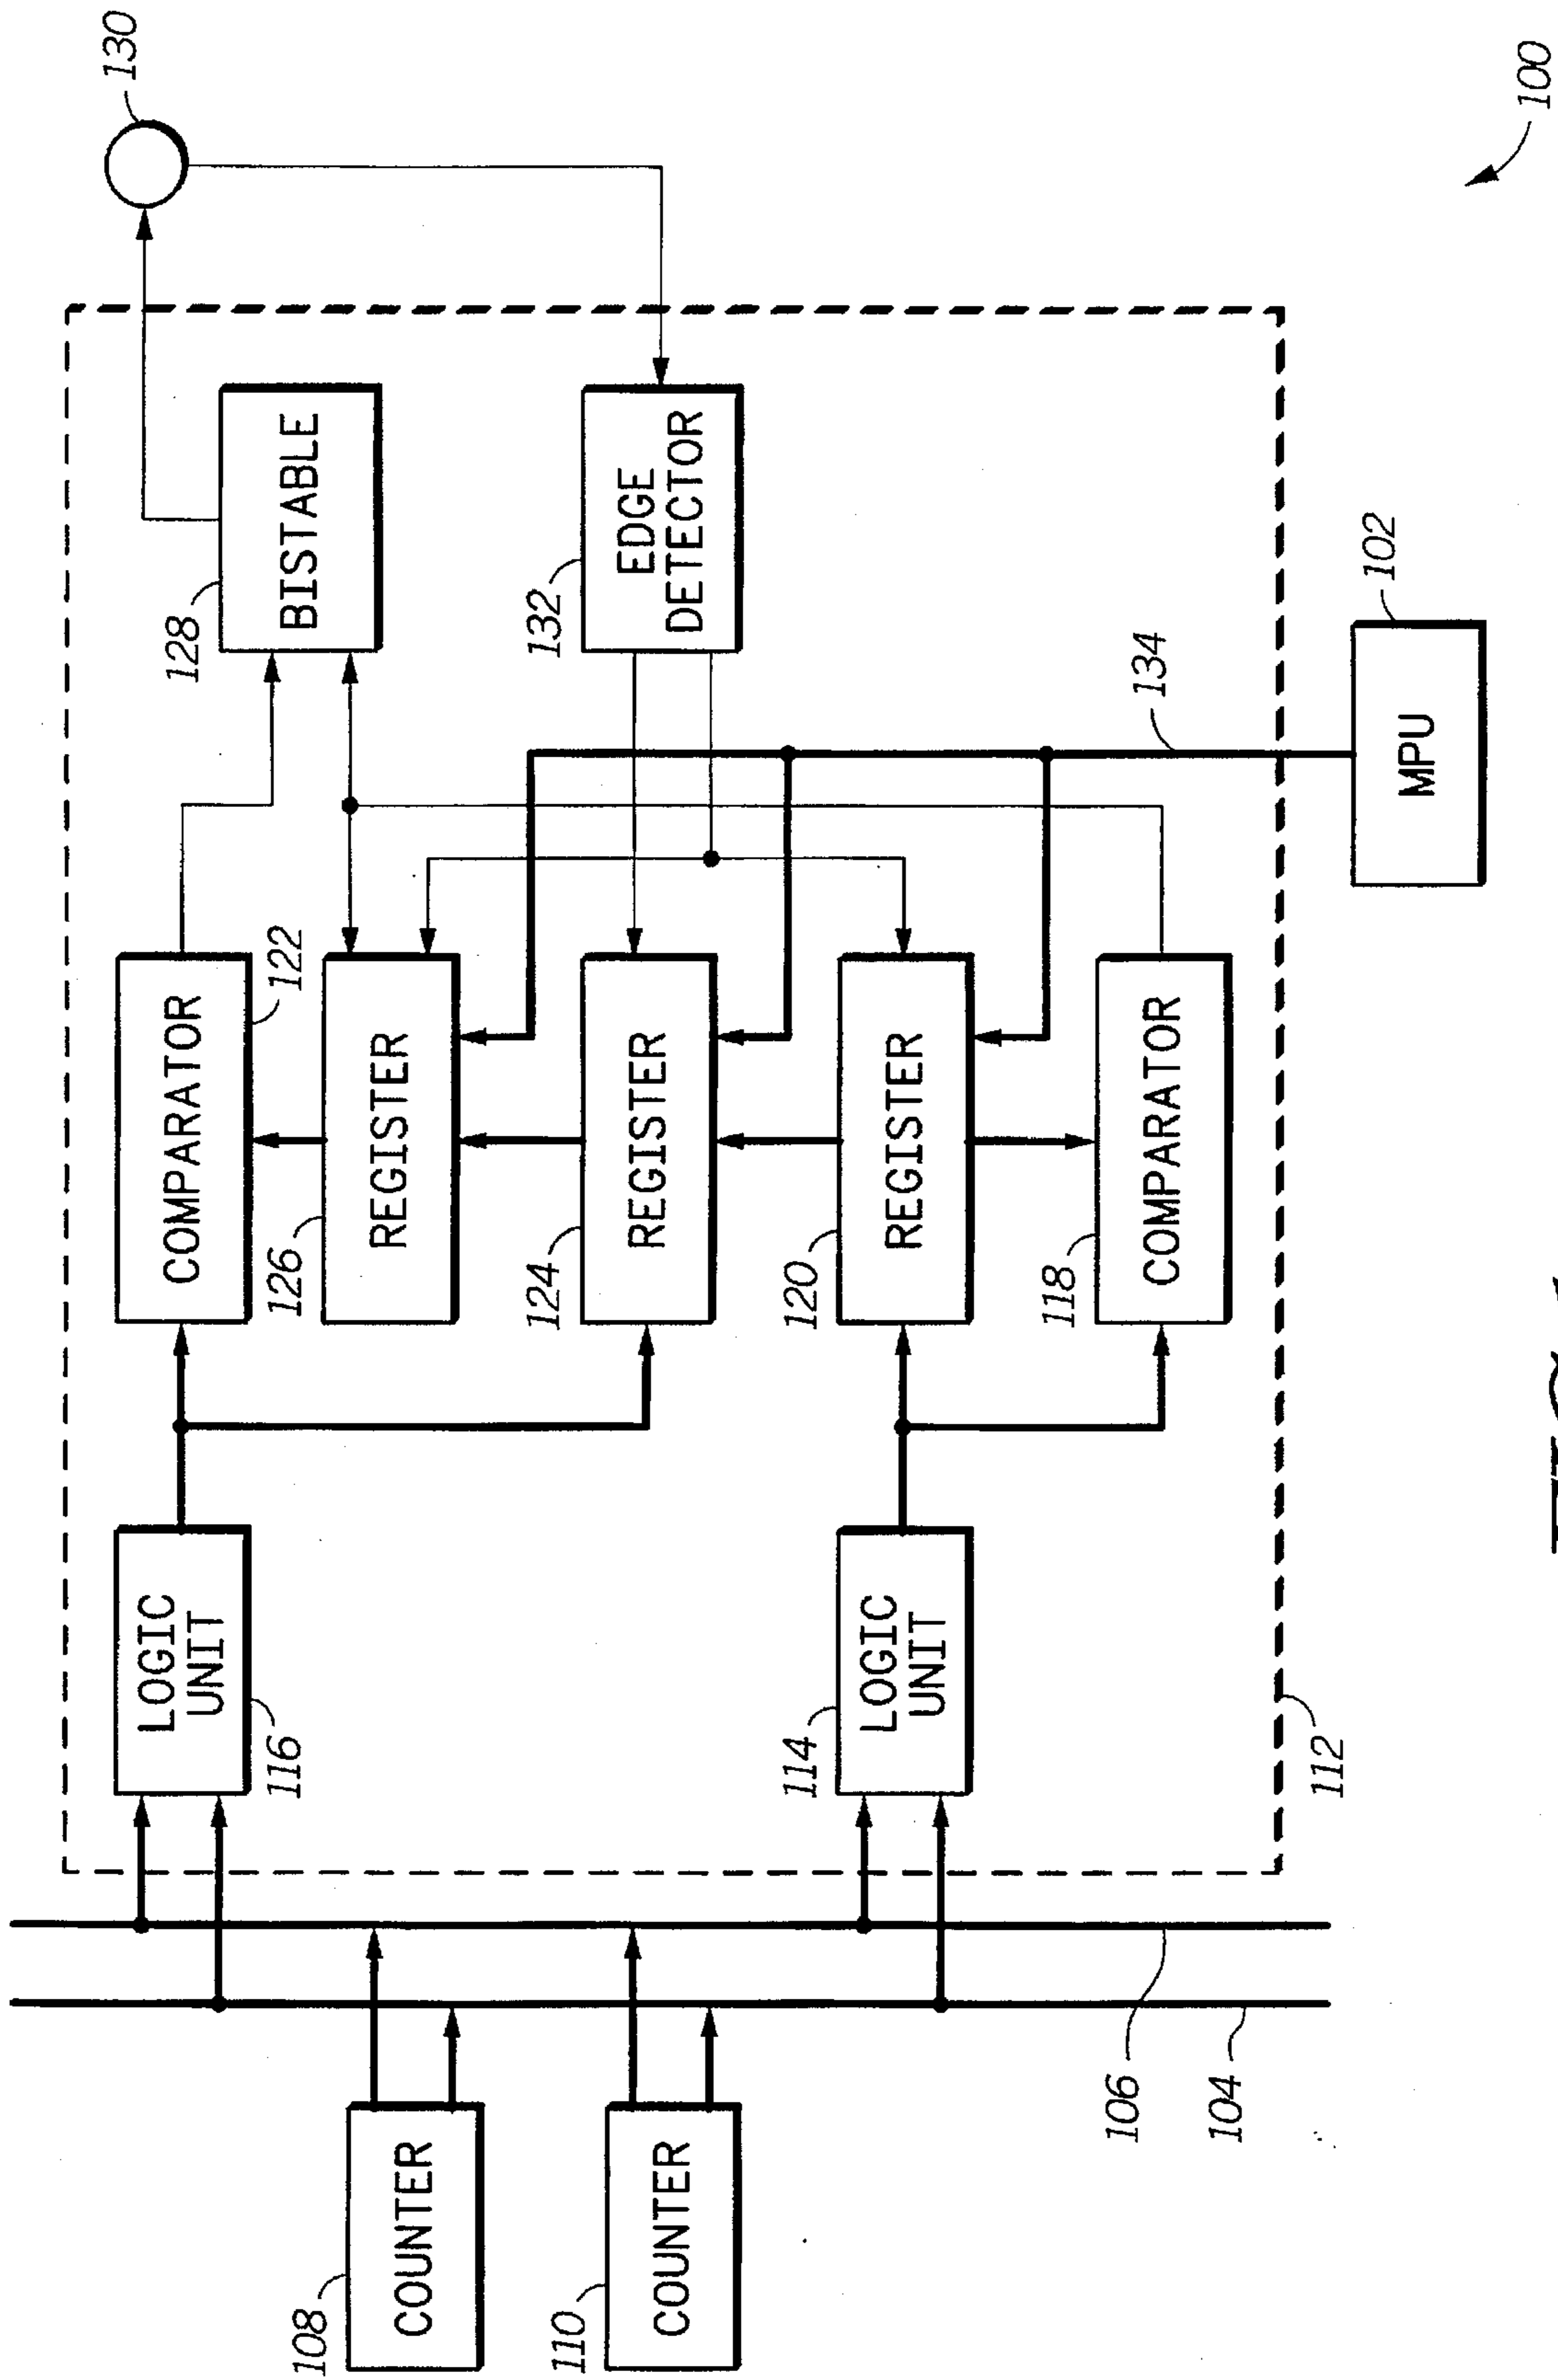 130
100
128
BISTABLE
132
EDGE
DETECTOR
134
102
MPU
COMPARATOR
122
126
REGISTER
124
REGISTER
120
REGISTER
118
COMPARATOR
LOGIC
UNIT
116
114
LOGIC
UNIT
112
106
104
108
COUNTER
110
COUNTER